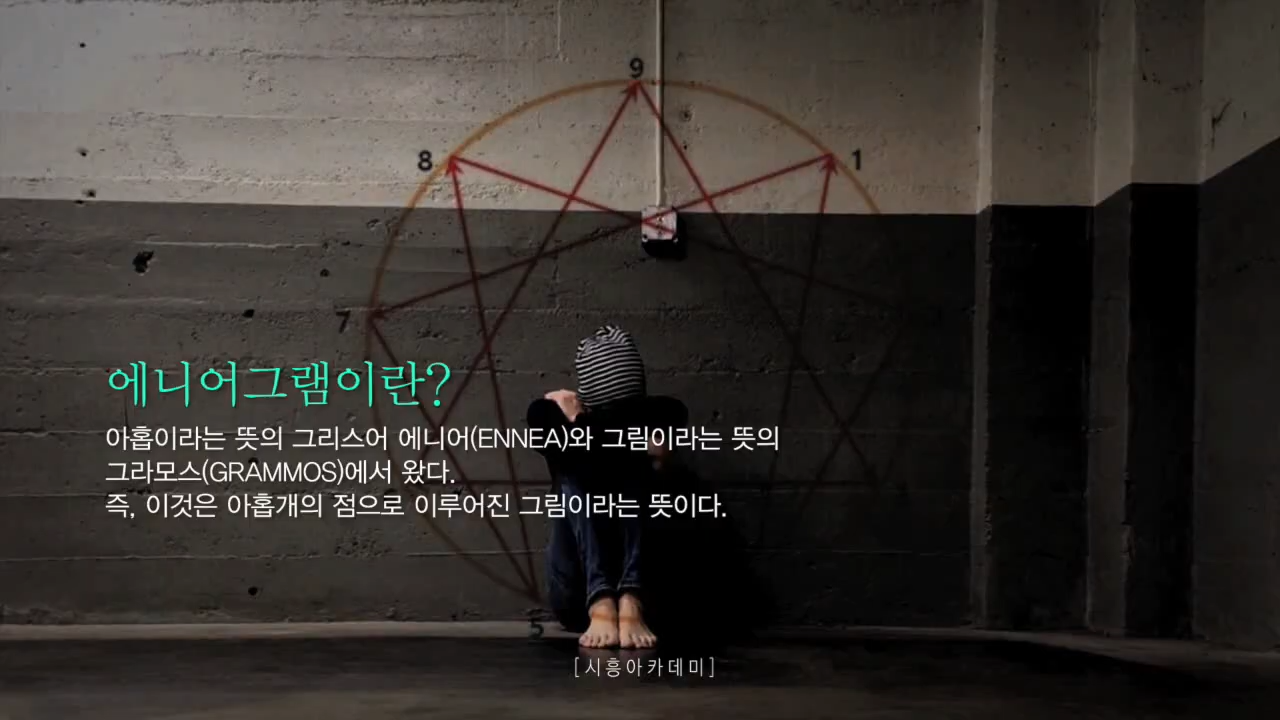 9
8
1
7
에니어그램이란?
아홉이라는 뜻의 그리스어 에니어(ENNEA)와 그림이라는 뜻의
그라모스(GRAMMOS)에서 왔다.
즉, 이것은 아홉개의 점으로 이루어진 그림이라는 뜻이다.
5
[시흥아카데미]